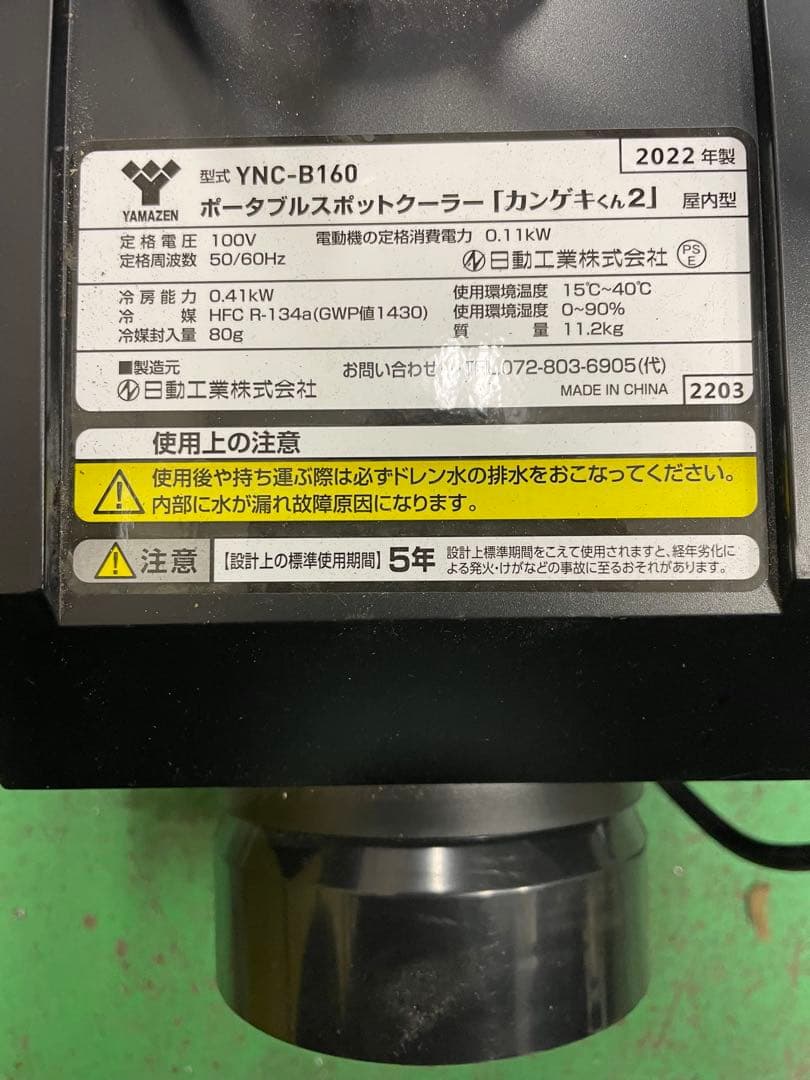 YAMAZEN
型式 YNC-B160
2022 年製
ポータブルスポットクーラー「カンゲキくん2」 屋内型
定格電圧 100V 電動機の定格消費電力 0.11kW
定格周波数 50/60Hz 日動工業株式会社 PSE
冷房能力 0.41kW 使用環境温度 15℃~40℃
冷媒 HFC R-134a(GWP値1430) 使用環境湿度 0~90%
冷媒封入量 80g 質量 11.2kg
■製造元 お問い合わせ TEL.072-803-6905(代)
日動工業株式会社 MADE IN CHINA 2203
使用上の注意
使用後や持ち運ぶ際は必ずドレン水の排水をおこなってください。
内部に水が漏れ故障原因になります。
注意 【設計上の標準使用期間】 5年 設計上標準期間をこえて使用されますと、経年劣化に
よる発火・けがなどの事故に至るおそれがあります。